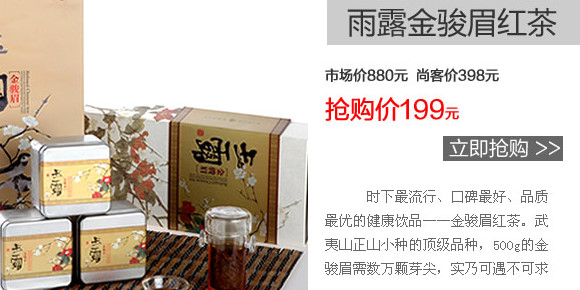 雨露金骏眉红茶
市场价880元 尚客价398元
抢购价199元
立即抢购 >>
时下最流行、口碑最好、品质
最优的健康饮品——金骏眉红茶。武
夷山正山小种的顶级品种，500g的金
骏眉需数万颗芽尖，实乃可遇不可求
金骏眉